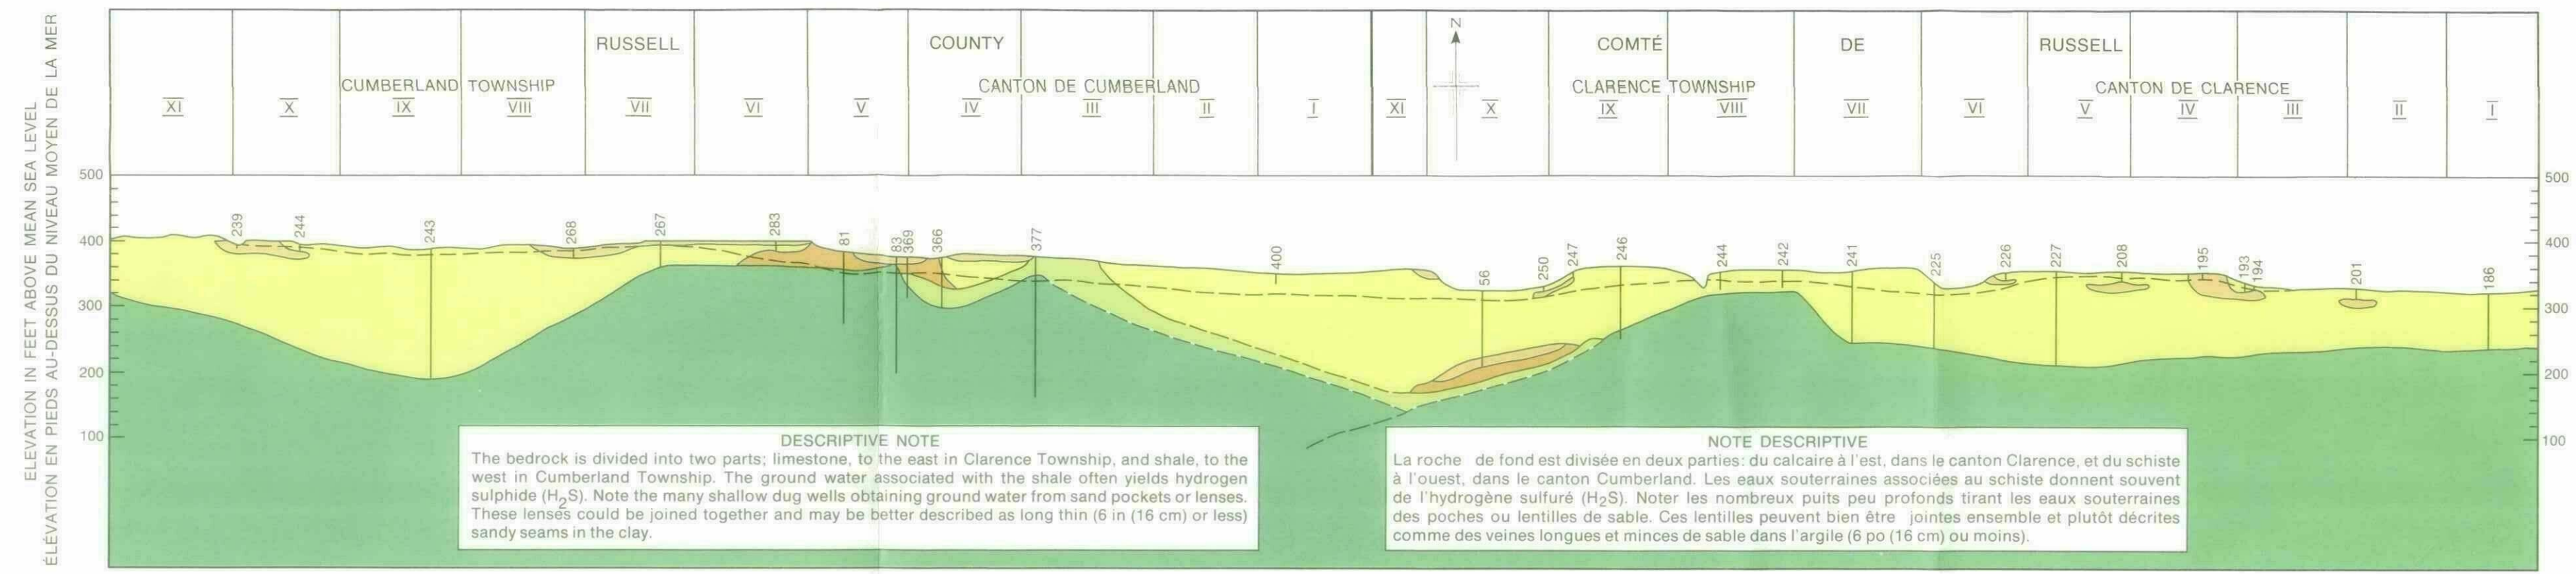 ELEVATION IN FEET ABOVE MEAN SEA LEVEL
ÉLÉVATION EN PIEDS AU-DESSUS DU NIVEAU MOYEN DE LA MER
N
RUSSELL COUNTY COMTÉ DE RUSSELL
CUMBERLAND TOWNSHIP CANTON DE CUMBERLAND CLARENCE TOWNSHIP CANTON DE CLARENCE
XI X IX VIII VII VI V IV III II I XI X IX VIII VII VI V IV III II I
500 500
239 244 243 268 267 283 81 83 369 366 377 400 56 250 247 246 244 242 241 225 226 227 208 195 193 194 201 186
400 400
300 300
200 200
100 100
DESCRIPTIVE NOTE
The bedrock is divided into two parts; limestone, to the east in Clarence Township, and shale, to the
west in Cumberland Township. The ground water associated with the shale often yields hydrogen
sulphide (H2S). Note the many shallow dug wells obtaining ground water from sand pockets or lenses.
These lenses could be joined together and may be better described as long thin (6 in (16 cm) or less)
sandy seams in the clay.
NOTE DESCRIPTIVE
La roche de fond est divisée en deux parties: du calcaire à l'est, dans le canton Clarence, et du schiste
à l'ouest, dans le canton Cumberland. Les eaux souterraines associées au schiste donnent souvent
de l'hydrogène sulfuré (H2S). Noter les nombreux puits peu profonds tirant les eaux souterraines
des poches ou lentilles de sable. Ces lentilles peuvent bien être jointes ensemble et plutôt décrites
comme des veines longues et minces de sable dans l'argile (6 po (16 cm) ou moins).